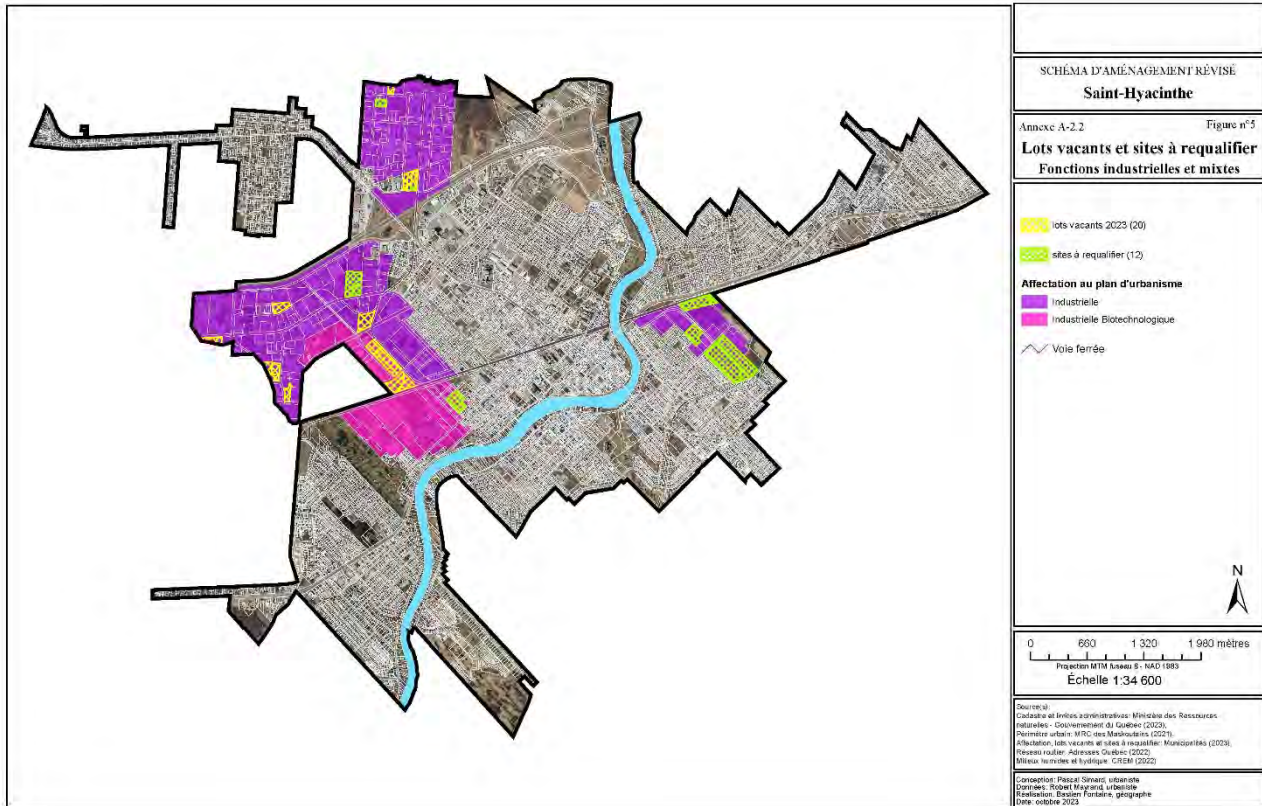 SCHÉMA D'AMÉNAGEMENT RÉVISÉ
Saint-Hyacinthe
Annexe A-2.2 Figure n°5
Lots vacants et sites à requalifier
Fonctions industrielles et mixtes
lots vacants 2023 (20)
sites à requalifier (12)
Affectation au plan d'urbanisme
Industrielle
Industrielle Biotechnologique
Voie ferrée
N
0 660 1 320 1 980 mètres
Projection MTM fuseau 8 - NAD 1983
Échelle 1:34 600
Source(s):
Cadastre et limites administratives: Ministère des Ressources
naturelles - Gouvernement du Québec (2023),
Périmètre urbain: MRC des Maskoutains (2021),
Affectation, lots vacants et sites à requalifier: Municipalités (2023),
Réseau routier: Adresses Québec (2022)
Milieux humides et hydrique: CREM (2022)
Conception: Pascal Simard, urbaniste
Données: Robert Mayrand, urbaniste
Réalisation: Bastien Fontaine, géographe
Date: octobre 2023